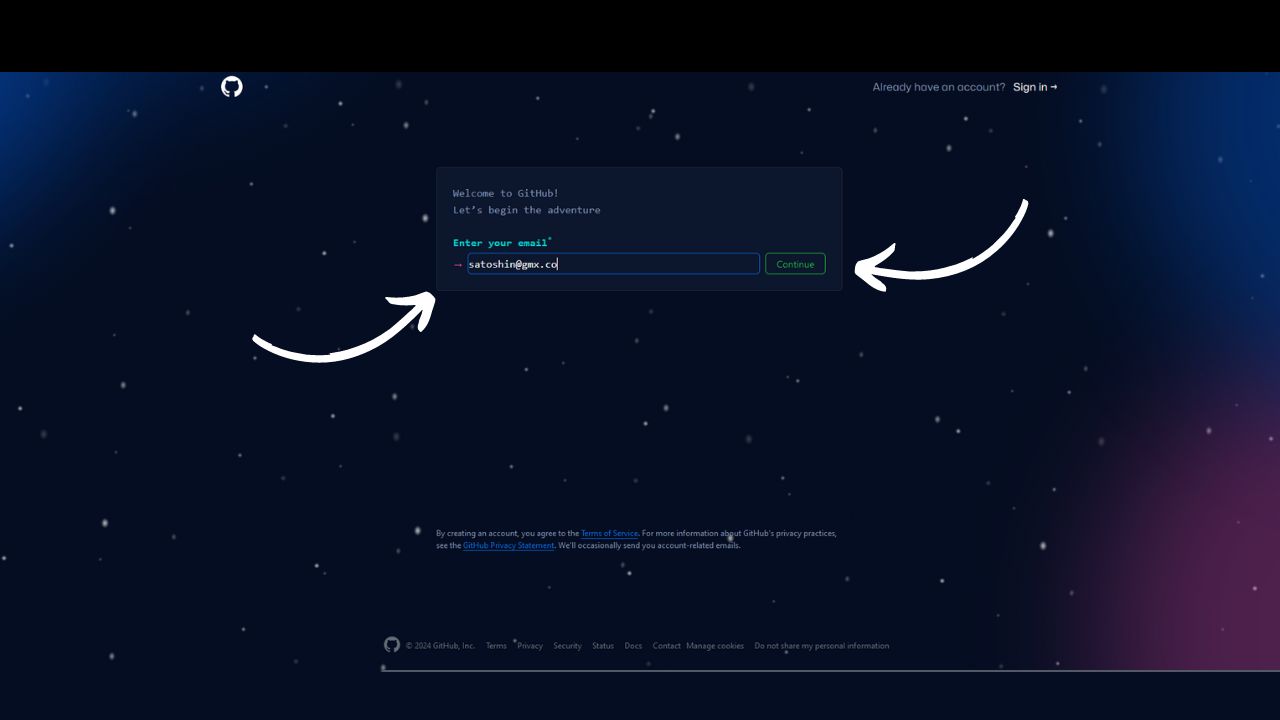 Already have an account? Sign in →
Welcome to GitHub!
Let’s begin the adventure
Enter your email*
→ satoshin@gmx.co Continue
By creating an account, you agree to the Terms of Service. For more information about GitHub's privacy practices,
see the GitHub Privacy Statement. We'll occasionally send you account-related emails.
© 2024 GitHub, Inc. Terms Privacy Security Status Docs Contact Manage cookies Do not share my personal information